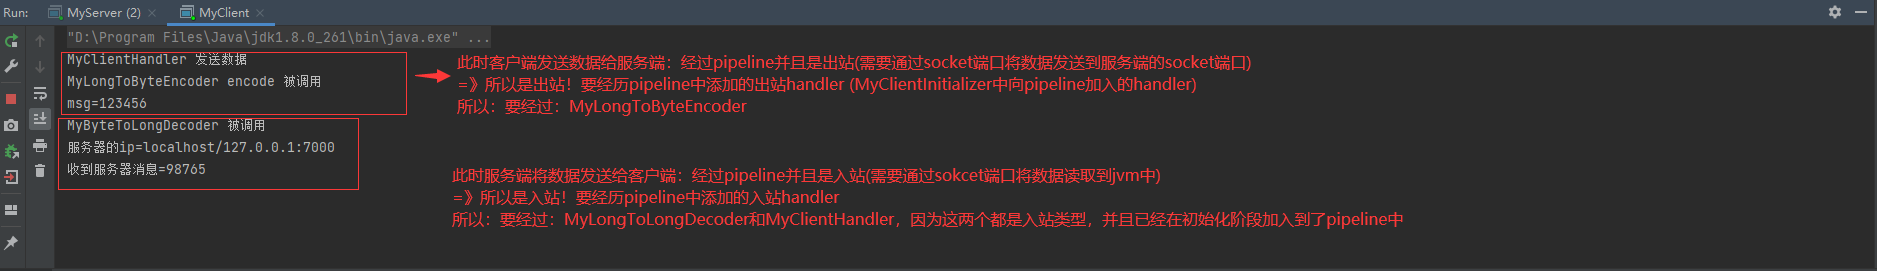 Run: MyServer (2) × MyClient ×
"D:\Program Files\Java\jdk1.8.0_261\bin\java.exe" ...
MyClientHandler 发送数据
MyLongToByteEncoder encode 被调用
msg=123456
MyByteToLongDecoder 被调用
服务器的ip=localhost/127.0.0.1:7000
收到服务器消息=98765
此时客户端发送数据给服务端：经过pipeline并且是出站(需要通过socket端口将数据发送到服务端的socket端口)
=》所以是出站！要经历pipeline中添加的出站handler (MyClientInitializer中向pipeline加入的handler)
所以：要经过：MyLongToByteEncoder
此时服务端将数据发送给客户端：经过pipeline并且是入站(需要通过sokcet端口将数据读取到jvm中)
=》所以是入站！要经历pipeline中添加的入站handler
所以：要经过：MyLongToLongDecoder和MyClientHandler，因为这两个都是入站类型，并且已经在初始化阶段加入到了pipeline中